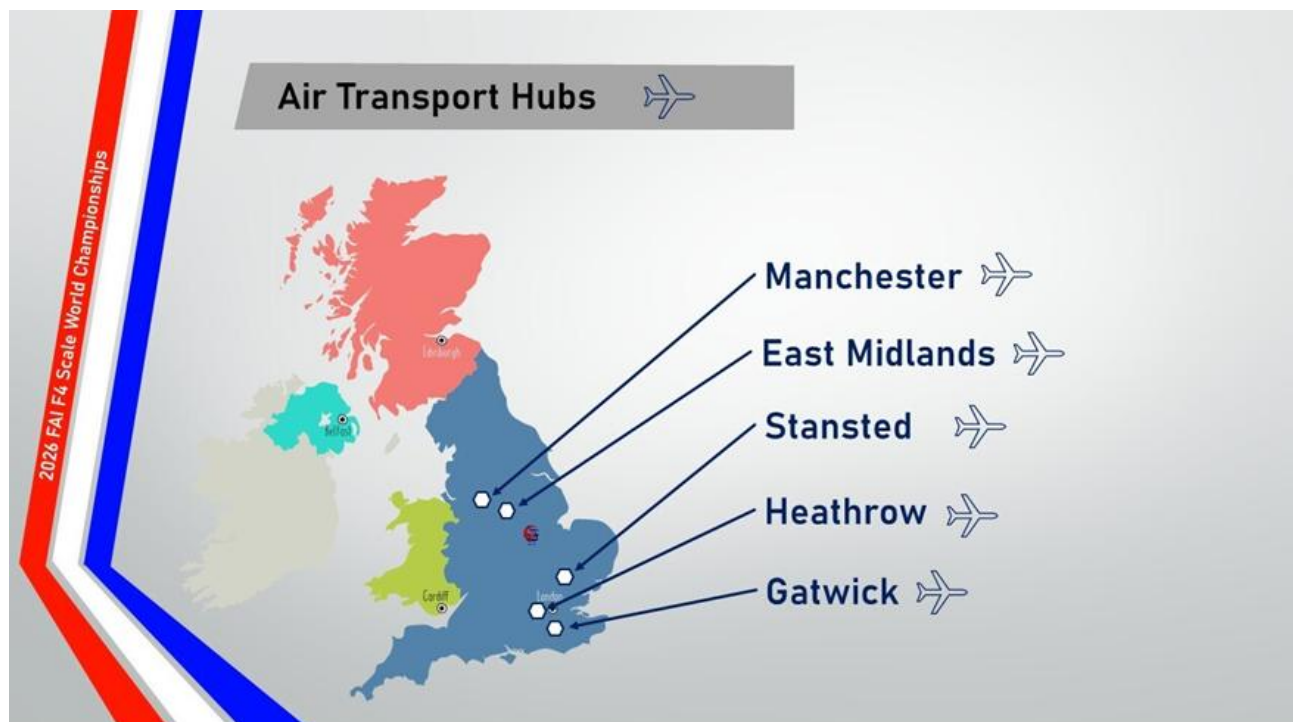 Air Transport Hubs
2026 FAI F4 Scale World Championships
Manchester
Edinburgh
East Midlands
Belfast
Stansted
Heathrow
Cardiff
London
Gatwick